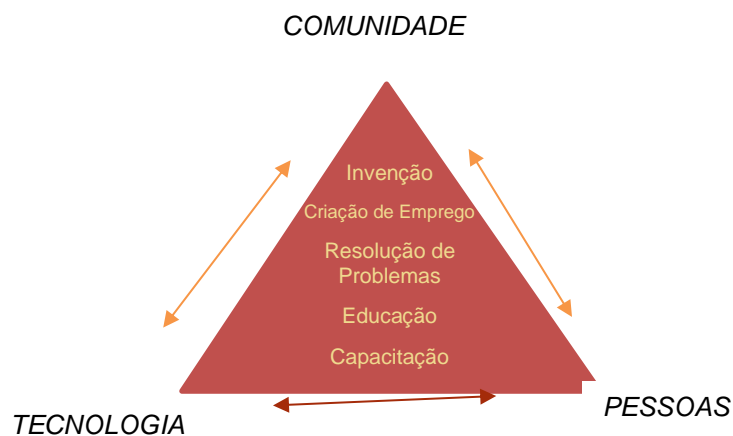 COMUNIDADE
Invenção
Criação de Emprego
Resolução de
Problemas
Educação
Capacitação
TECNOLOGIA
PESSOAS